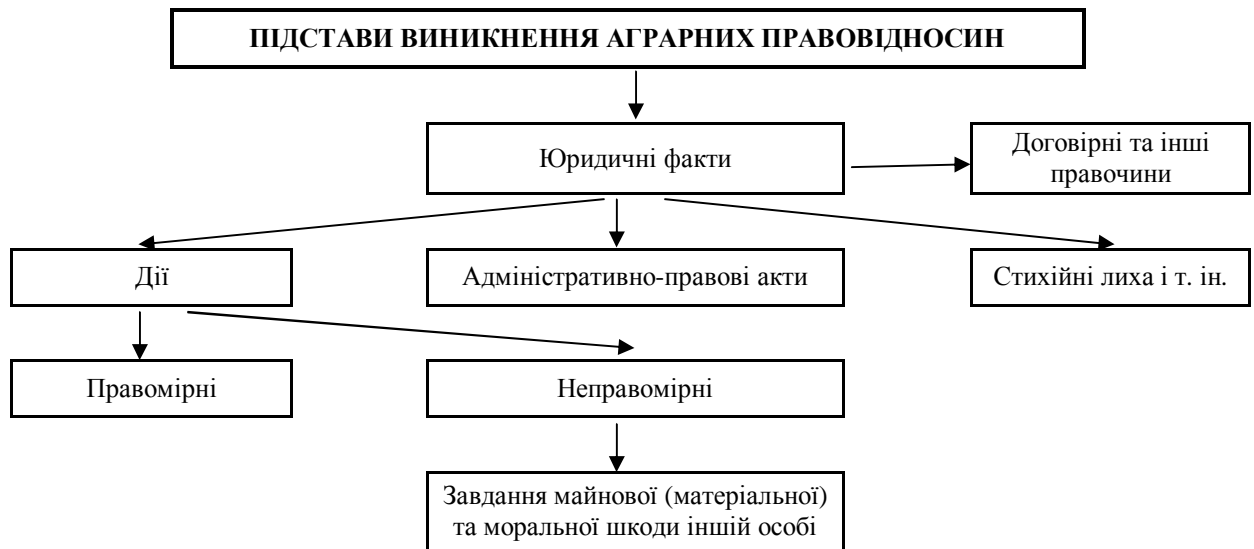 ПІДСТАВИ ВИНИКНЕННЯ АГРАРНИХ ПРАВОВІДНОСИН
Юридичні факти
Договірні та інші
правочини
Дії
Адміністративно-правові акти
Стихійні лиха і т. ін.
Правомірні
Неправомірні
Завдання майнової (матеріальної)
та моральної шкоди іншій особі